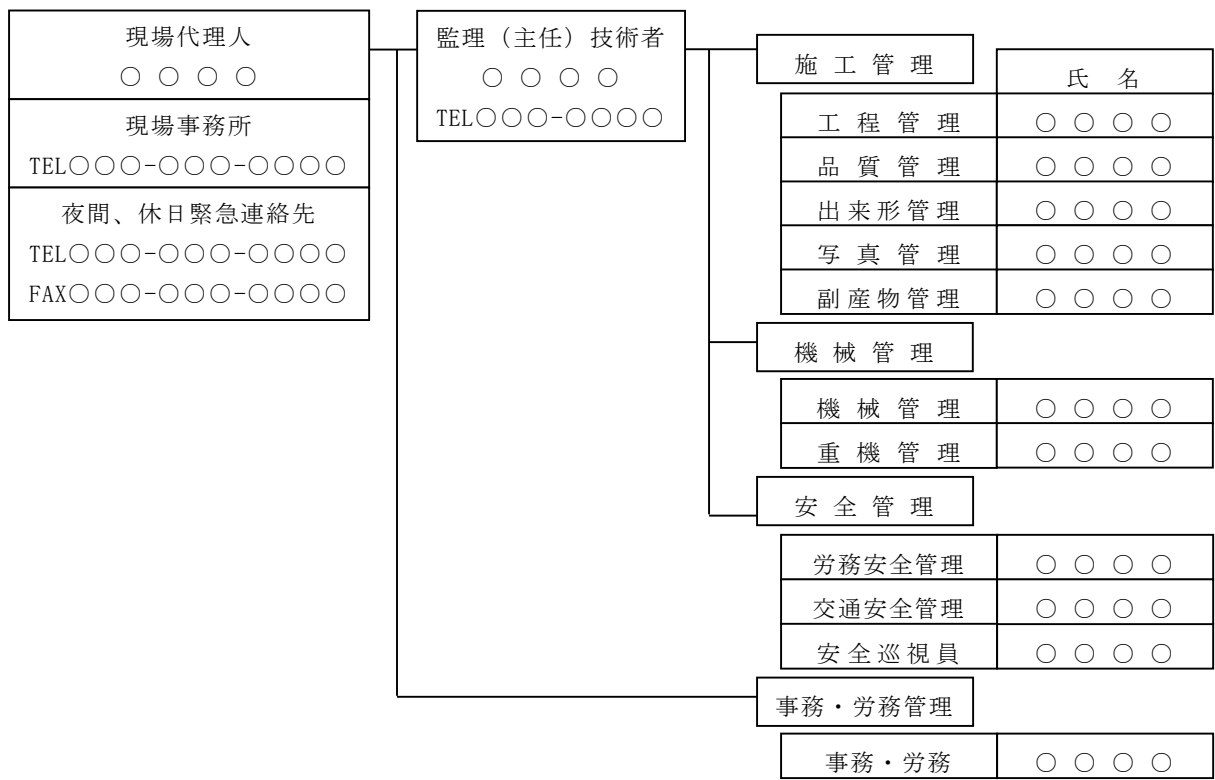 現場代理人
○ ○ ○ ○
現場事務所
TEL○○○-○○○-○○○○
夜間、休日緊急連絡先
TEL○○○-○○○-○○○○
FAX○○○-○○○-○○○○
監理（主任）技術者
○ ○ ○ ○
TEL○○○-○○○○
施 工 管 理
氏 名
工 程 管 理 ○ ○ ○ ○
品 質 管 理 ○ ○ ○ ○
出来形管理 ○ ○ ○ ○
写 真 管 理 ○ ○ ○ ○
副産物管理 ○ ○ ○ ○
機 械 管 理
機 械 管 理 ○ ○ ○ ○
重 機 管 理 ○ ○ ○ ○
安 全 管 理
労務安全管理 ○ ○ ○ ○
交通安全管理 ○ ○ ○ ○
安全巡視員 ○ ○ ○ ○
事務・労務管理
事務・労務 ○ ○ ○ ○